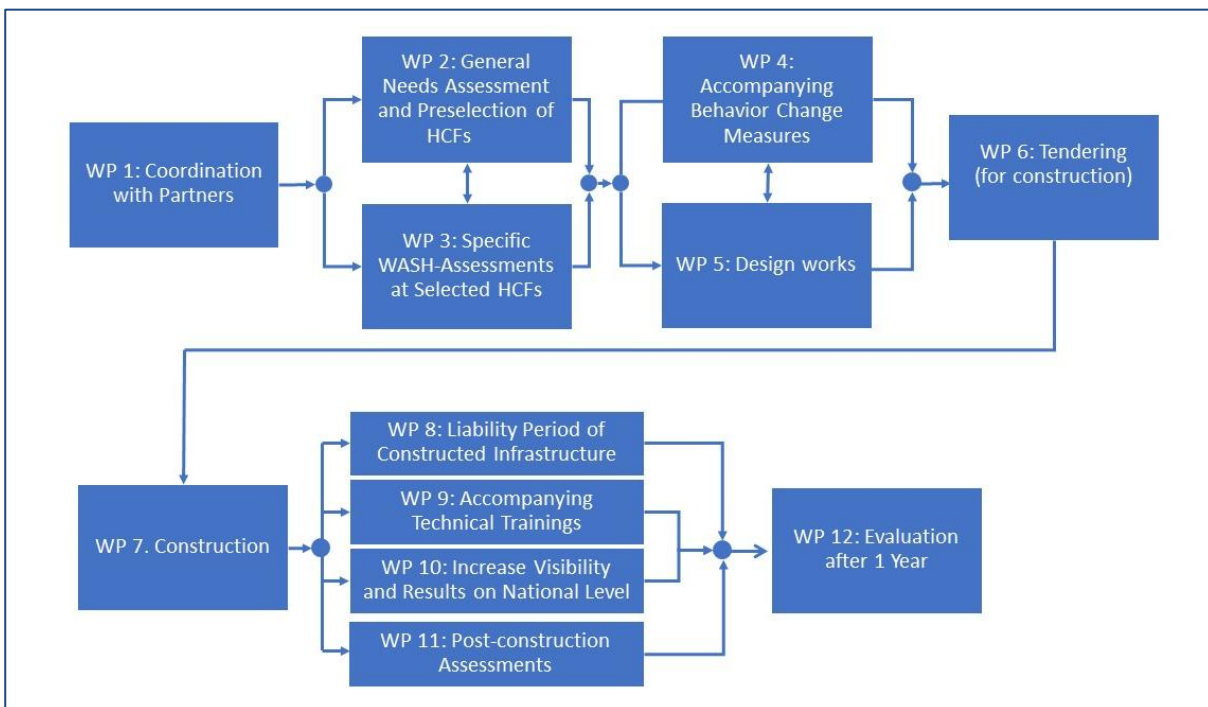 WP 1: Coordination
with Partners
WP 2: General
Needs Assessment
and Preselection of
HCFs
WP 3: Specific
WASH-Assessments
at Selected HCFs
WP 4:
Accompanying
Behavior Change
Measures
WP 5: Design works
WP 6: Tendering
(for construction)
WP 7. Construction
WP 8: Liability Period of
Constructed Infrastructure
WP 9: Accompanying
Technical Trainings
WP 10: Increase Visibility
and Results on National Level
WP 11: Post-construction
Assessments
WP 12: Evaluation
after 1 Year